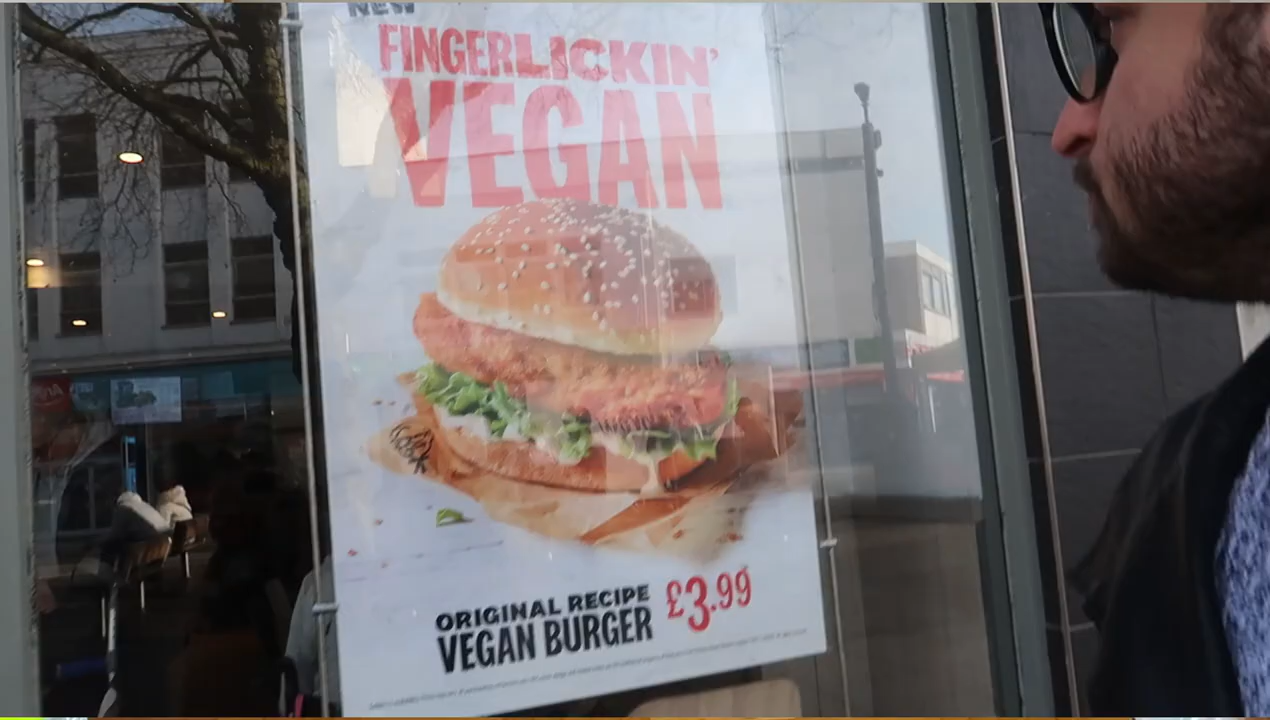 NEW
FINGERLICKIN'
VEGAN
ORIGINAL RECIPE
VEGAN BURGER
£3.99